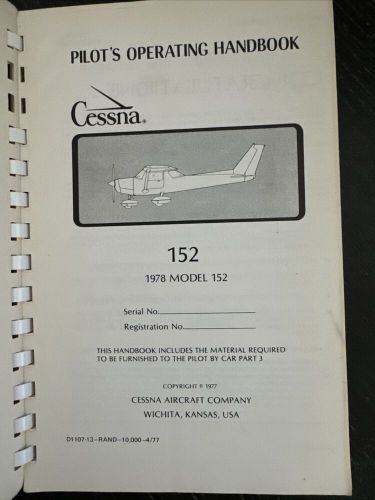 PILOT'S OPERATING HANDBOOK
Cessna®
152
1978 MODEL 152
Serial No.
Registration No.
THIS HANDBOOK INCLUDES THE MATERIAL REQUIRED
TO BE FURNISHED TO THE PILOT BY CAR PART 3
COPYRIGHT © 1977
CESSNA AIRCRAFT COMPANY
WICHITA, KANSAS, USA
D1107-13-RAND-10,000-4/77